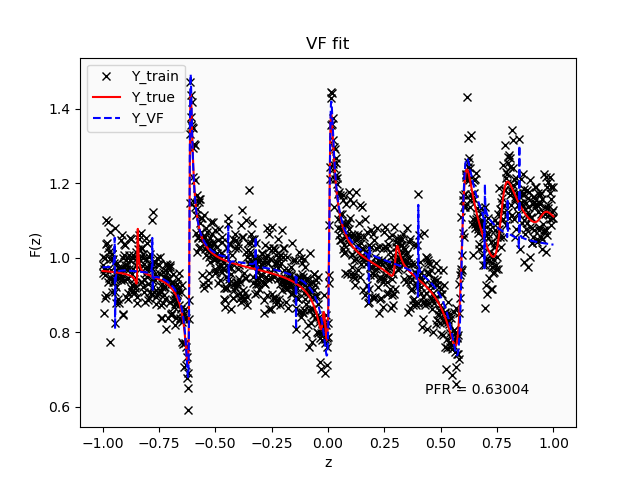 VF fit
Y_train
Y_true
Y_VF
F(z)
1.4
1.2
1.0
0.8
0.6
PFR = 0.63004
−1.00 −0.75 −0.50 −0.25 0.00 0.25 0.50 0.75 1.00
z